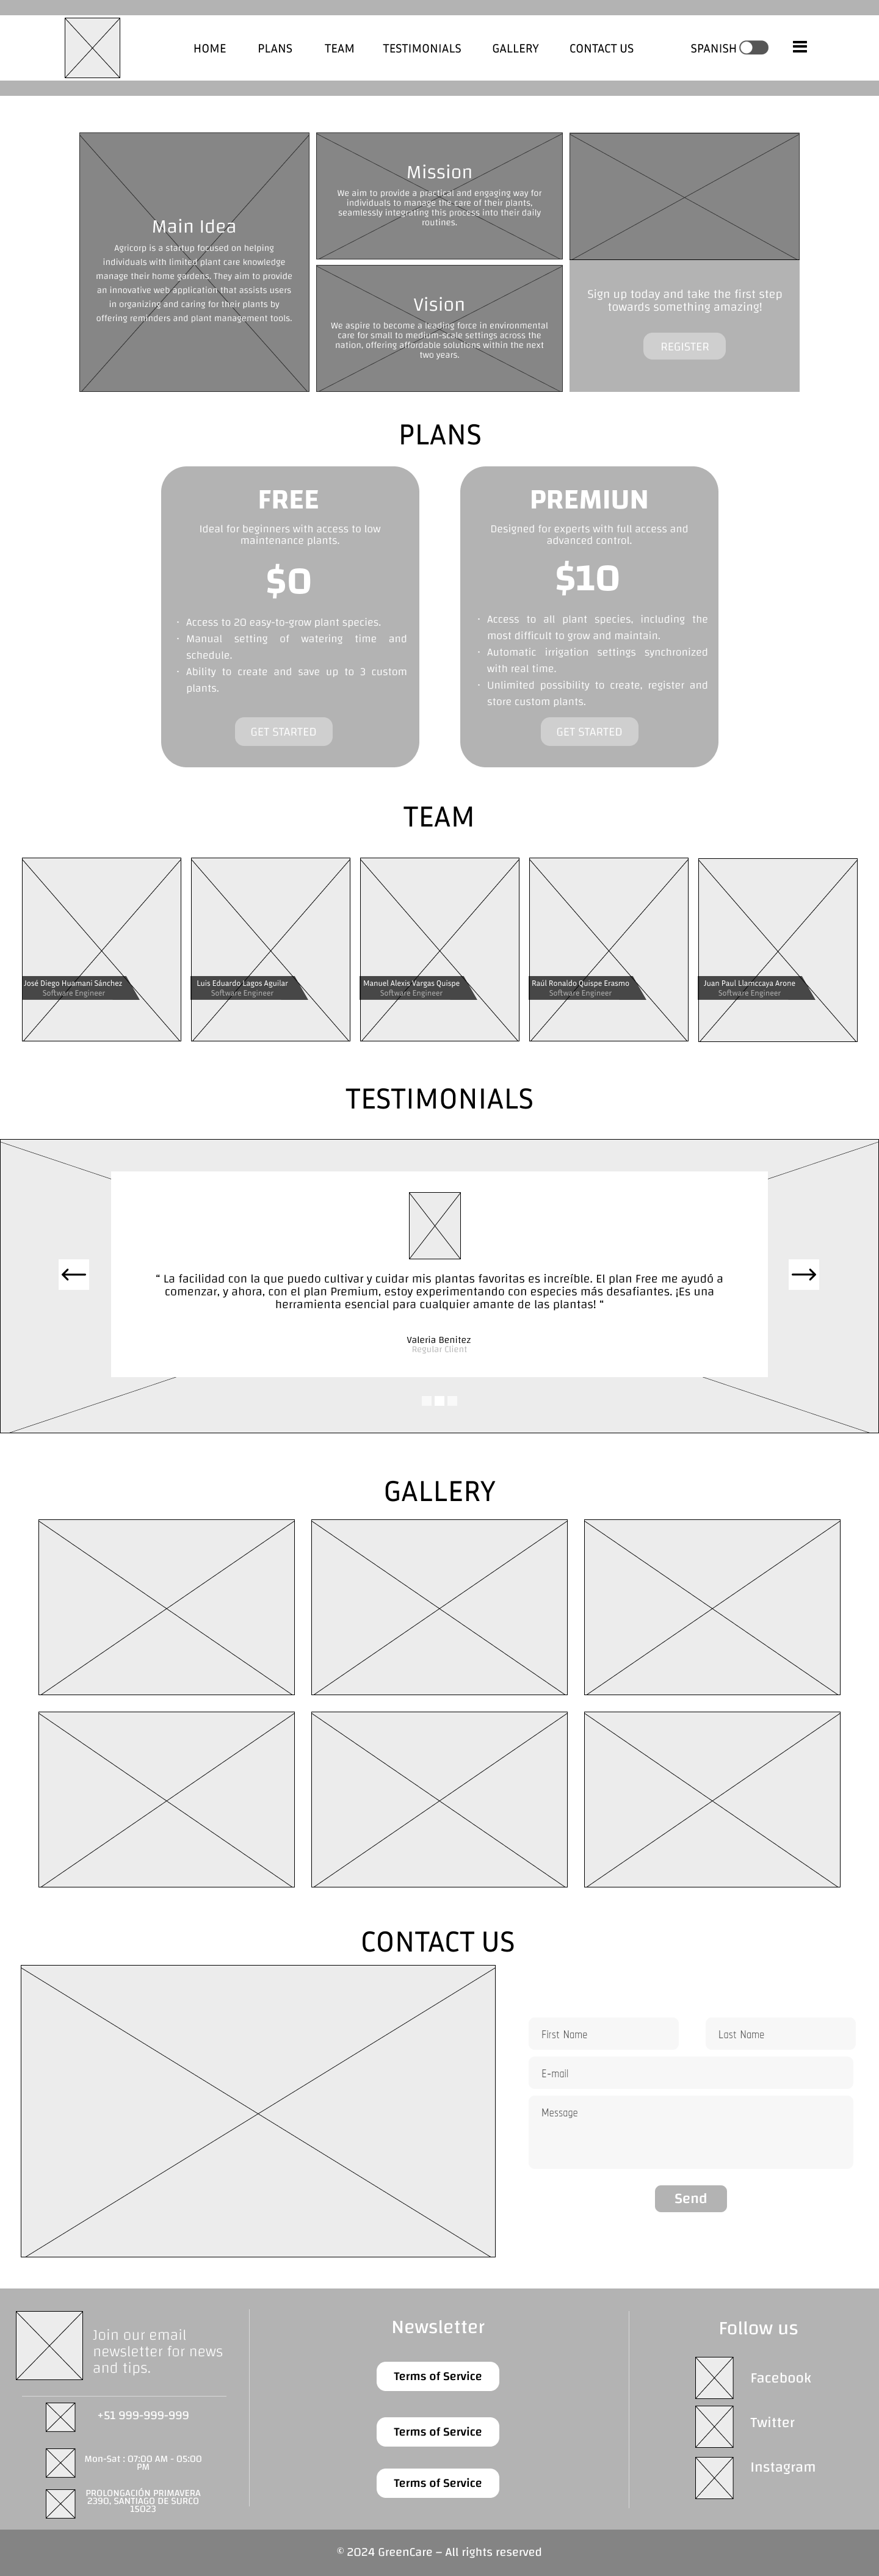 HOME PLANS TEAM TESTIMONIALS GALLERY CONTACT US SPANISH
Main Idea
Agricorp is a startup focused on helping
individuals with limited plant care knowledge
manage their home gardens. They aim to provide
an innovative web application that assists users
in organizing and caring for their plants by
offering reminders and plant management tools.
Mission
We aim to provide a practical and engaging way for
individuals to manage the care of their plants,
seamlessly integrating this process into their daily
routines.
Vision
We aspire to become a leading force in environmental
care for small to medium-scale settings across the
nation, offering affordable solutions within the next
two years.
Sign up today and take the first step
towards something amazing!
REGISTER
PLANS
FREE
Ideal for beginners with access to low
maintenance plants.
$0
· Access to 20 easy-to-grow plant species.
· Manual setting of watering time and
schedule.
· Ability to create and save up to 3 custom
plants.
GET STARTED
PREMIUN
Designed for experts with full access and
advanced control.
$10
· Access to all plant species, including the
most difficult to grow and maintain.
· Automatic irrigation settings synchronized
with real time.
· Unlimited possibility to create, register and
store custom plants.
GET STARTED
TEAM
José Diego Huamani Sánchez
Software Engineer
Luis Eduardo Lagos Aguilar
Software Engineer
Manuel Alexis Vargas Quispe
Software Engineer
Raúl Ronaldo Quispe Erasmo
Software Engineer
Juan Paul Llamccaya Arone
Software Engineer
TESTIMONIALS
“ La facilidad con la que puedo cultivar y cuidar mis plantas favoritas es increíble. El plan Free me ayudó a
comenzar, y ahora, con el plan Premium, estoy experimentando con especies más desafiantes. ¡Es una
herramienta esencial para cualquier amante de las plantas! “
Valeria Benitez
Regular Client
GALLERY
CONTACT US
First Name
Last Name
E-mail
Message
Send
Join our email
newsletter for news
and tips.
+51 999-999-999
Mon-Sat : 07:00 AM - 05:00
PM
PROLONGACIÓN PRIMAVERA
2390, SANTIAGO DE SURCO
15023
Newsletter
Terms of Service
Terms of Service
Terms of Service
Follow us
Facebook
Twitter
Instagram
© 2024 GreenCare – All rights reserved